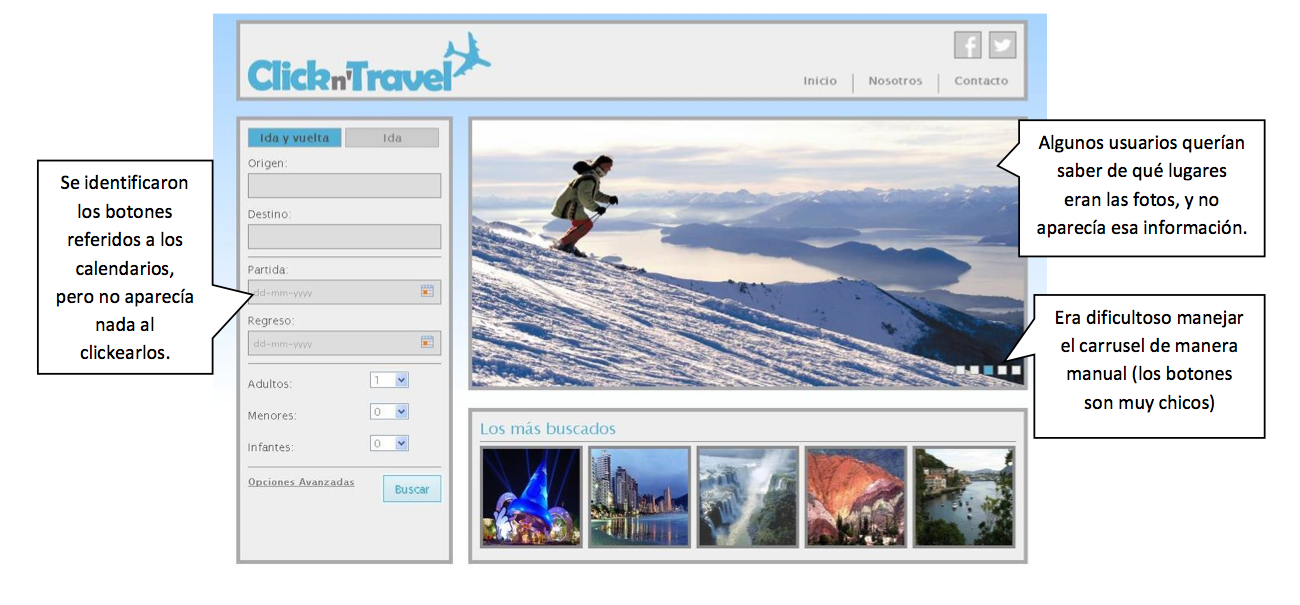 Click n' Travel
Inicio
Nosotros
Contacto
Ida y vuelta
Ida
Origen:
Destino:
Partida:
dd-mm-yyyy
Regreso:
dd-mm-yyyy
Adultos:
1
Menores:
0
Infantes:
0
Opciones Avanzadas
Buscar
Los más buscados
Se identificaron
los botones
referidos a los
calendarios,
pero no aparecía
nada al
clickearlos.
Algunos usuarios querían
saber de qué lugares
eran las fotos, y no
aparecía esa información.
Era dificultoso manejar
el carrusel de manera
manual (los botones
son muy chicos)